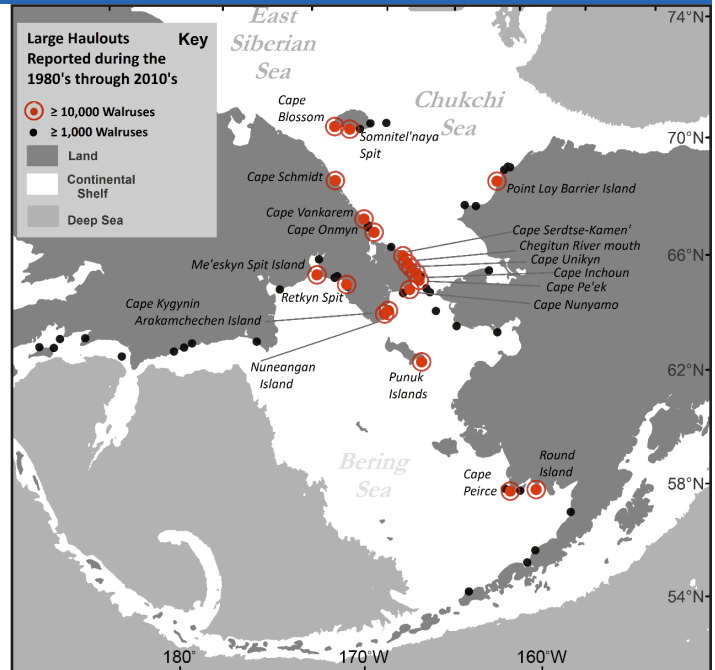 Large Haulouts
Key
Reported during the
1980's through 2010's
≥ 10,000 Walruses
≥ 1,000 Walruses
Land
Continental
Shelf
Deep Sea
East
Siberian
Sea
Chukchi
Sea
74°N
70°N
66°N
62°N
58°N
54°N
Cape
Blossom
Somnitel'naya
Spit
Cape Schmidt
Point Lay Barrier Island
Cape Vankarem
Cape Onmyn
Cape Serdtse-Kamen'
Chegitun River mouth
Cape Unikyn
Cape Inchoun
Cape Pe'ek
Cape Nunyamo
Me'eskyn Spit Island
Retkyn Spit
Cape Kygynin
Arakamchechen Island
Nuneangan
Island
Punuk
Islands
Bering
Sea
Cape
Peirce
Round
Island
180°
170°W
160°W